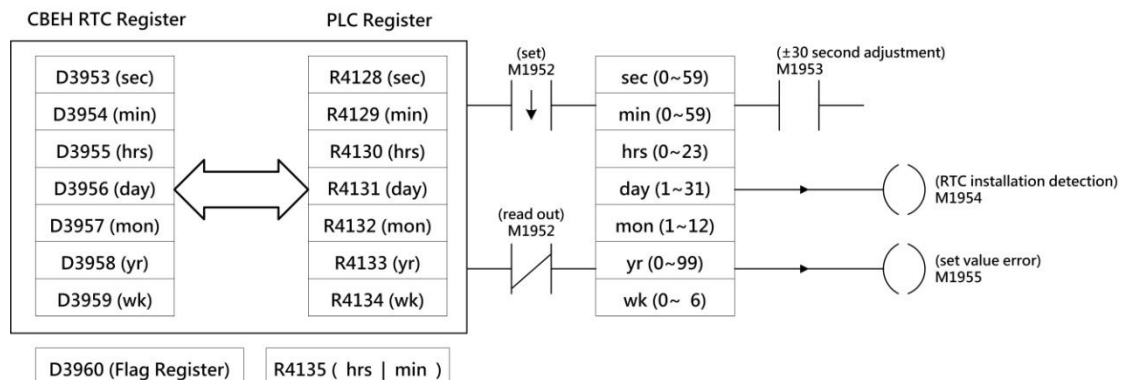 CBEH RTC Register
PLC Register
D3953 (sec)
D3954 (min)
D3955 (hrs)
D3956 (day)
D3957 (mon)
D3958 (yr)
D3959 (wk)
R4128 (sec)
R4129 (min)
R4130 (hrs)
R4131 (day)
R4132 (mon)
R4133 (yr)
R4134 (wk)
(set)
M1952
(read out)
M1952
sec (0~59)
min (0~59)
hrs (0~23)
day (1~31)
mon (1~12)
yr (0~99)
wk (0~ 6)
(±30 second adjustment)
M1953
(RTC installation detection)
M1954
(set value error)
M1955
D3960 (Flag Register)
R4135 ( hrs | min )